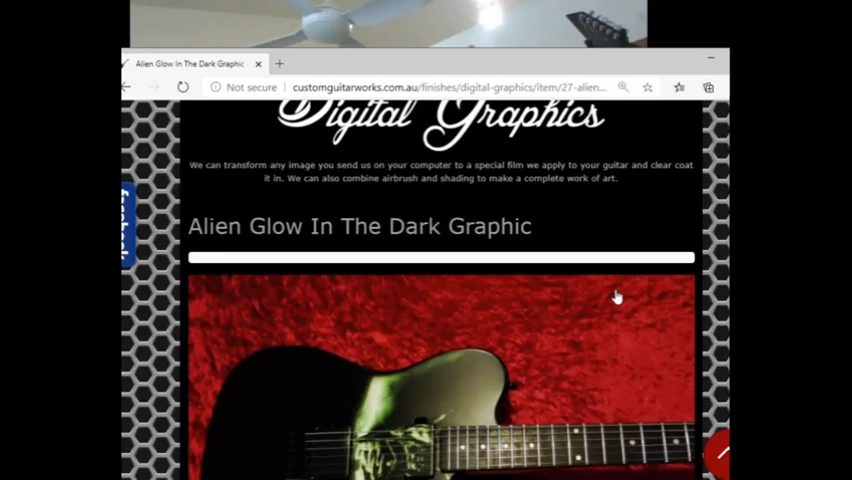 Alien Glow In The Dark Graphic
Not secure customguitarworks.com.au/finishes/digital-graphics/item/27-alien...
Digital Graphics
We can transform any image you send us on your computer to a special film we apply to your guitar and clear coat
it in. We can also combine airbrush and shading to make a complete work of art.
facebook
Alien Glow In The Dark Graphic